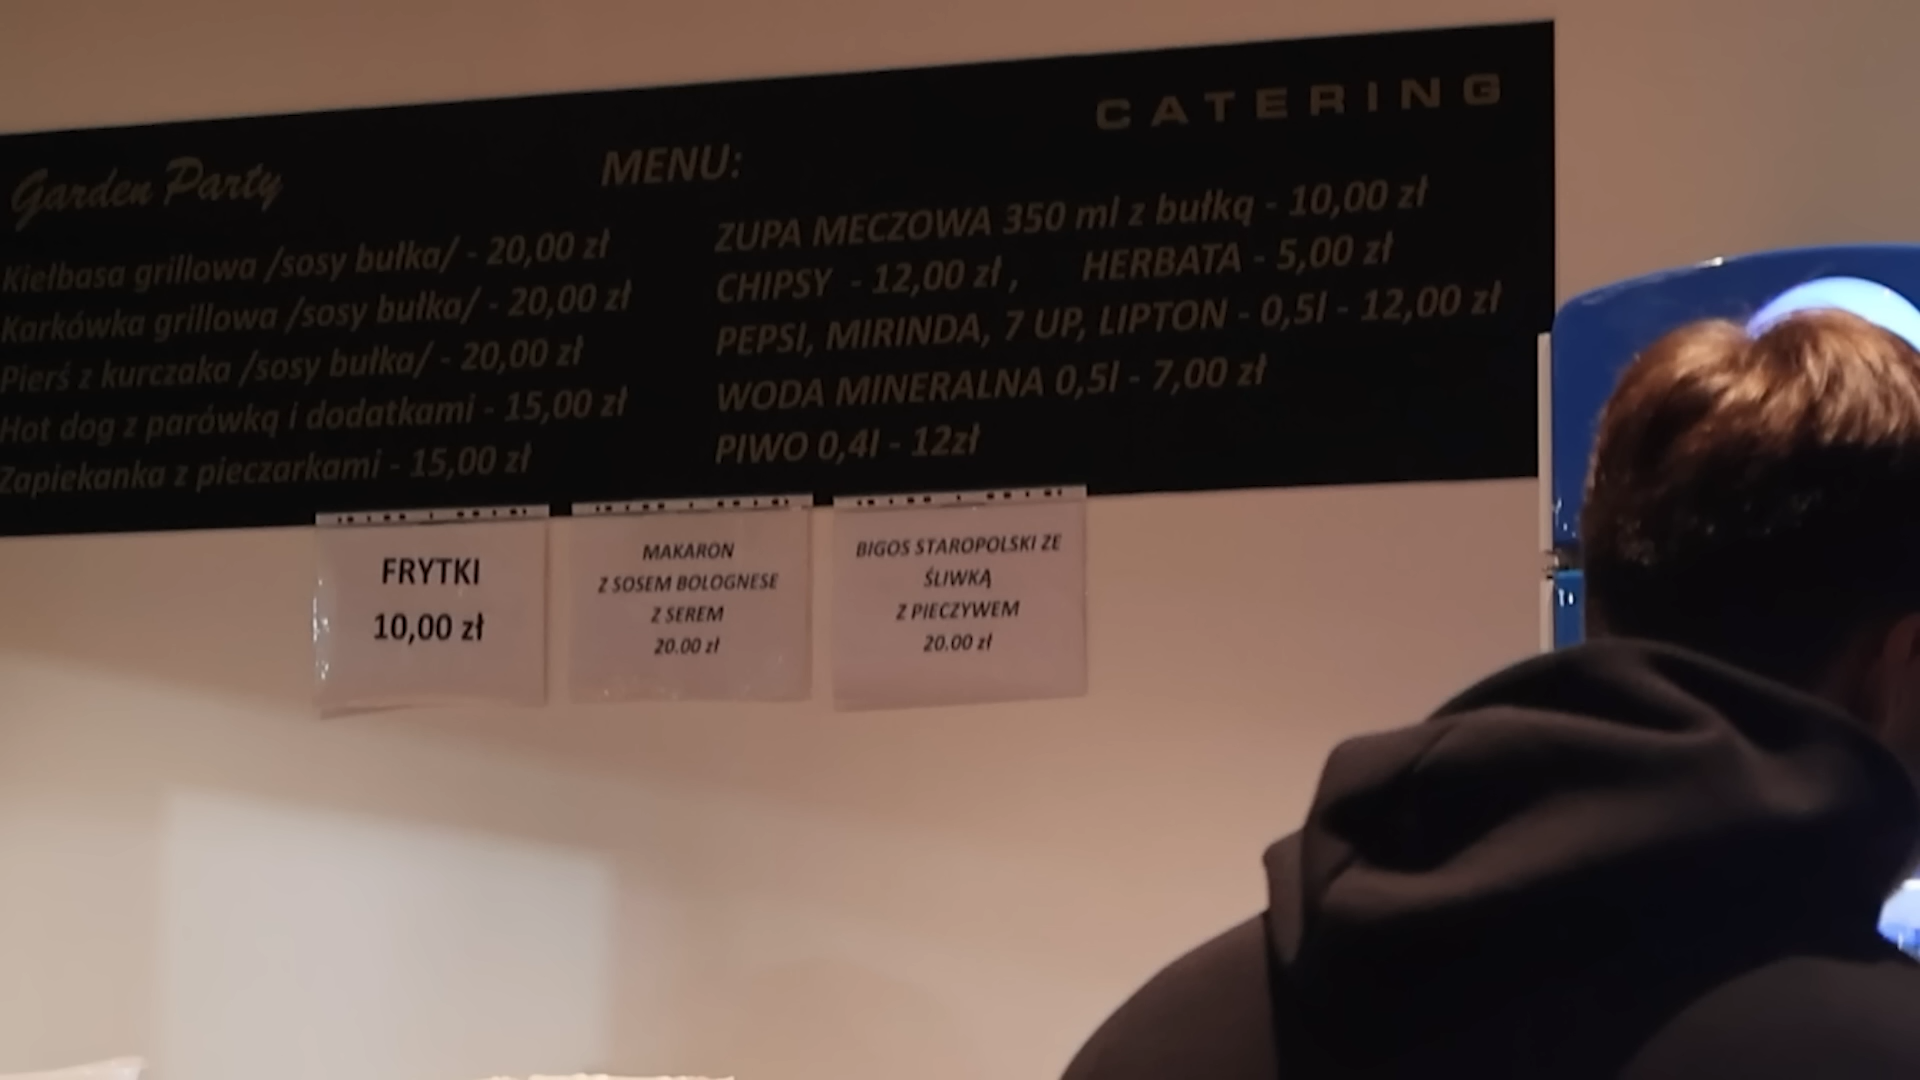 CATERING
Garden Party
MENU:
Kiełbasa grillowa /sosy bułka/ - 20,00 zł
Karkówka grillowa /sosy bułka/ - 20,00 zł
Pierś z kurczaka /sosy bułka/ - 20,00 zł
Hot dog z parówką i dodatkami - 15,00 zł
Zapiekanka z pieczarkami - 15,00 zł
ZUPA MECZOWA 350 ml z bułką - 10,00 zł
CHIPSY - 12,00 zł , HERBATA - 5,00 zł
PEPSI, MIRINDA, 7 UP, LIPTON - 0,5l - 12,00 zł
WODA MINERALNA 0,5l - 7,00 zł
PIWO 0,4l - 12zł
FRYTKI
10,00 zł
MAKARON
Z SOSEM BOLOGNESE
Z SEREM
20.00 zł
BIGOS STAROPOLSKI ZE
ŚLIWKĄ
Z PIECZYWEM
20.00 zł